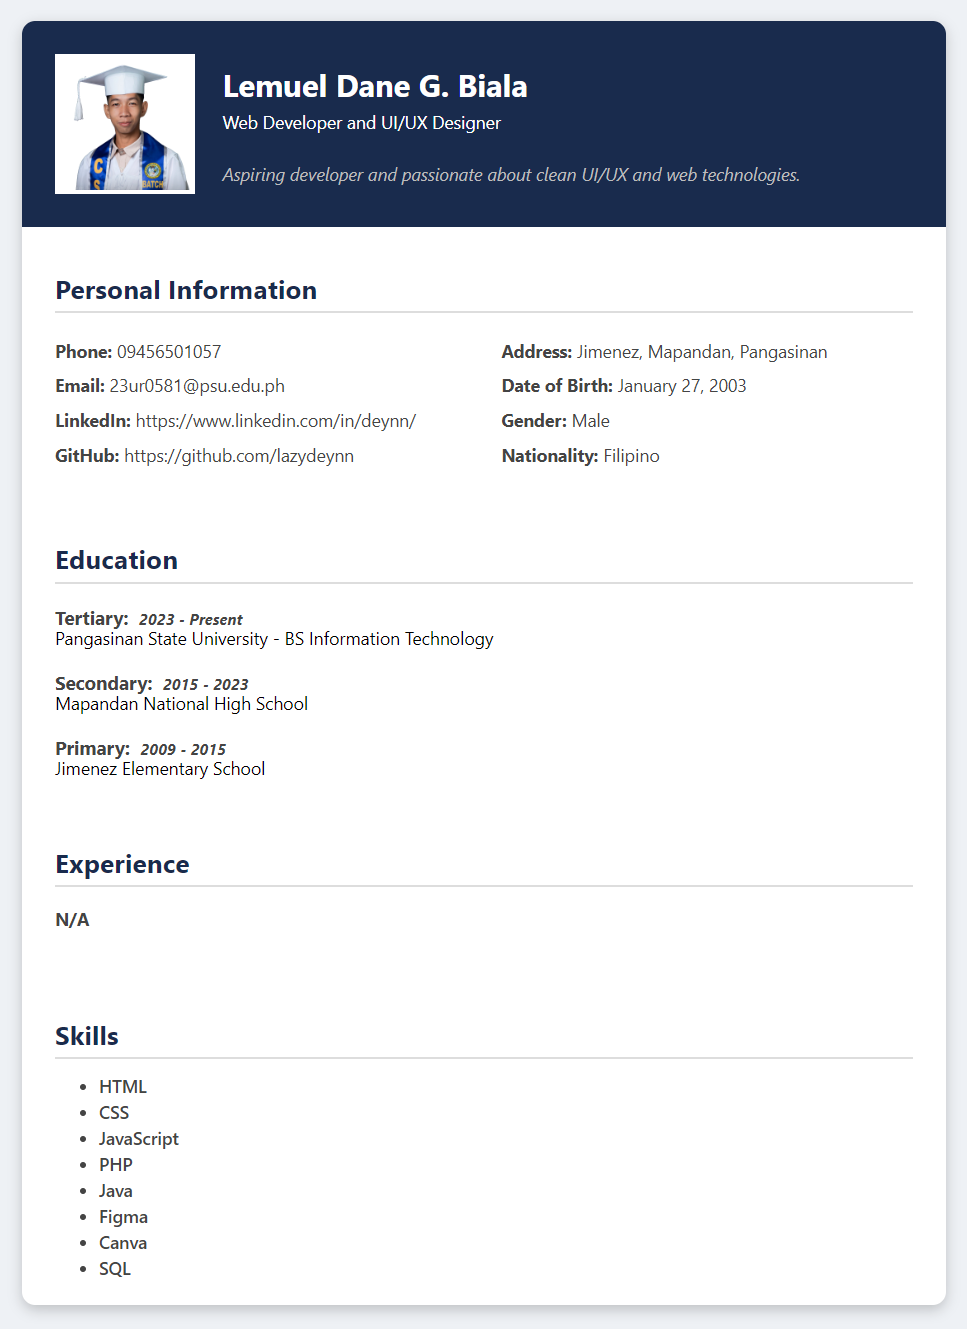 Lemuel Dane G. Biala
Web Developer and UI/UX Designer
Aspiring developer and passionate about clean UI/UX and web technologies.
C
S
BATCH
Personal Information
Phone: 09456501057
Email: 23ur0581@psu.edu.ph
LinkedIn: https://www.linkedin.com/in/deynn/
GitHub: https://github.com/lazydeynn
Address: Jimenez, Mapandan, Pangasinan
Date of Birth: January 27, 2003
Gender: Male
Nationality: Filipino
Education
Tertiary: 2023 - Present
Pangasinan State University - BS Information Technology
Secondary: 2015 - 2023
Mapandan National High School
Primary: 2009 - 2015
Jimenez Elementary School
Experience
N/A
Skills
• HTML
• CSS
• JavaScript
• PHP
• Java
• Figma
• Canva
• SQL